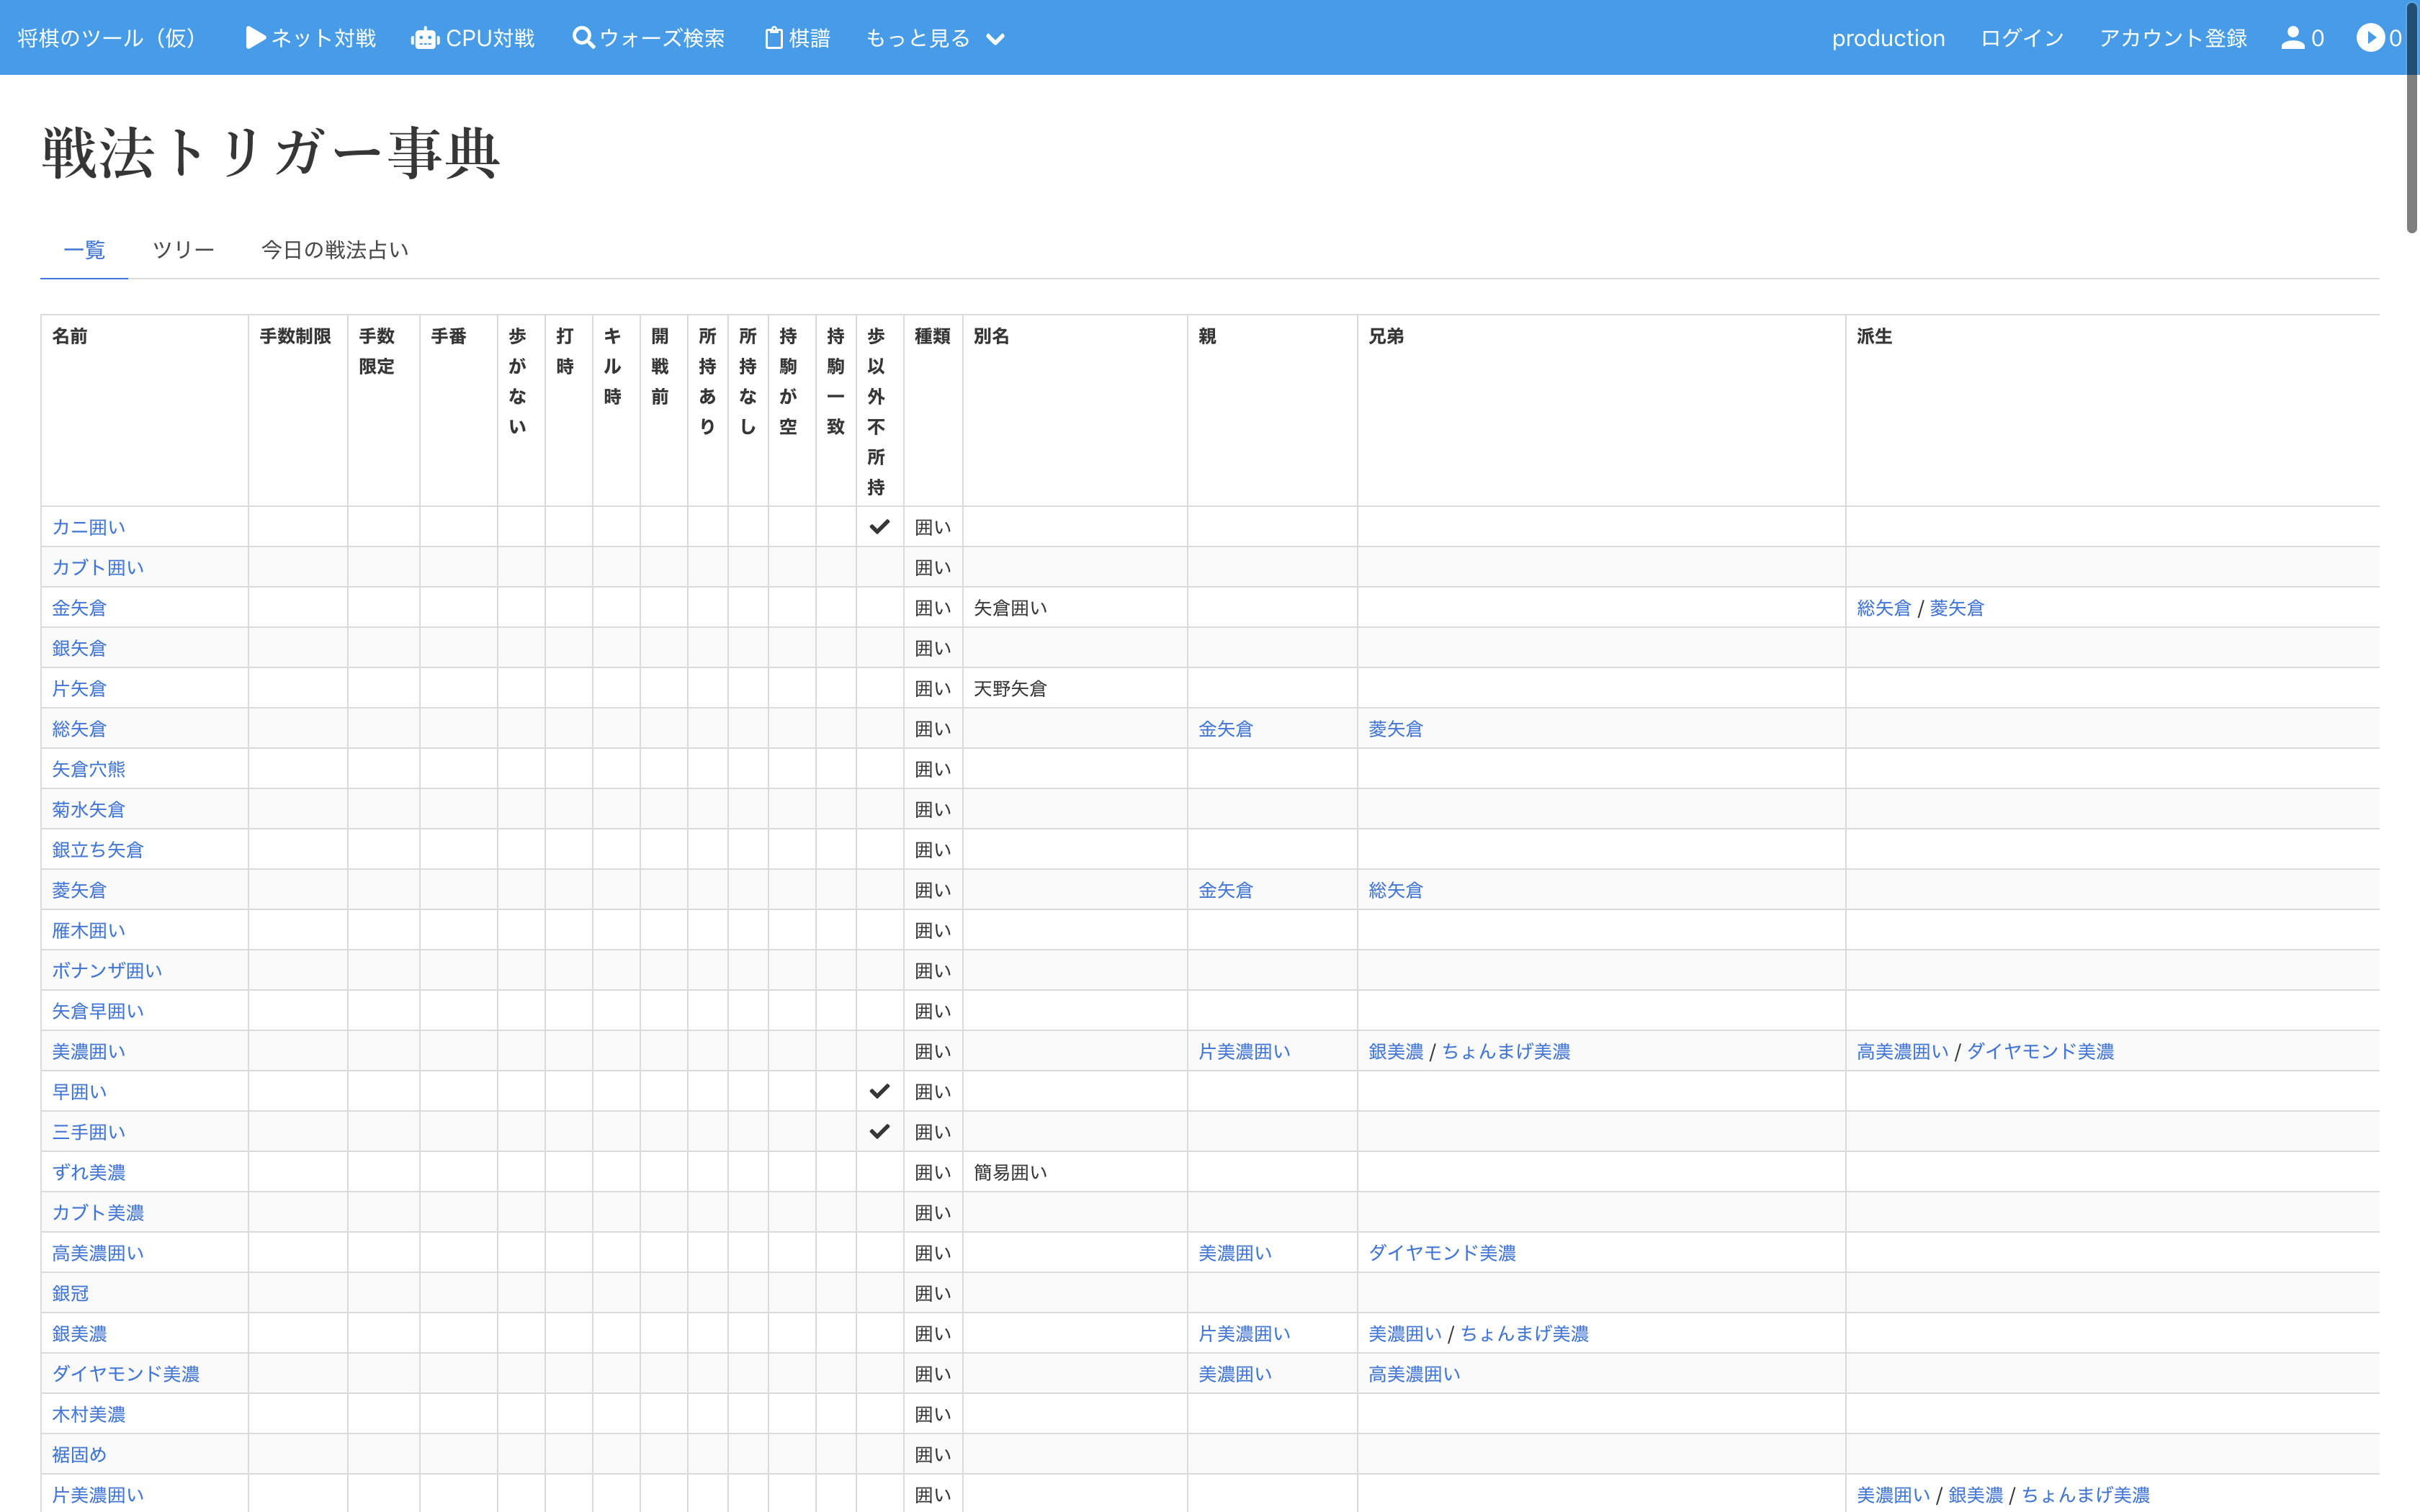 将棋のツール（仮） ネット対戦 CPU対戦 ウォーズ検索 棋譜 もっと見る production ログイン アカウント登録 0 0
戦法トリガー事典
一覧 ツリー 今日の戦法占い
名前 手数制限 手数限定 手番 歩がない 打時 キル時 開戦前 所持あり 所持なし 持駒が空 持駒一致 歩以外不所持 種類 別名 親 兄弟 派生
カニ囲い 囲い
カブト囲い 囲い
金矢倉 囲い 矢倉囲い 総矢倉 / 菱矢倉
銀矢倉 囲い
片矢倉 囲い 天野矢倉
総矢倉 囲い 金矢倉 菱矢倉
矢倉穴熊 囲い
菊水矢倉 囲い
銀立ち矢倉 囲い
菱矢倉 囲い 金矢倉 総矢倉
雁木囲い 囲い
ボナンザ囲い 囲い
矢倉早囲い 囲い
美濃囲い 囲い 片美濃囲い 銀美濃 / ちょんまげ美濃 高美濃囲い / ダイヤモンド美濃
早囲い 囲い
三手囲い 囲い
ずれ美濃 囲い 簡易囲い
カブト美濃 囲い
高美濃囲い 囲い 美濃囲い ダイヤモンド美濃
銀冠 囲い
銀美濃 囲い 片美濃囲い 美濃囲い / ちょんまげ美濃
ダイヤモンド美濃 囲い 美濃囲い 高美濃囲い
木村美濃 囲い
裾固め 囲い
片美濃囲い 囲い 美濃囲い / 銀美濃 / ちょんまげ美濃